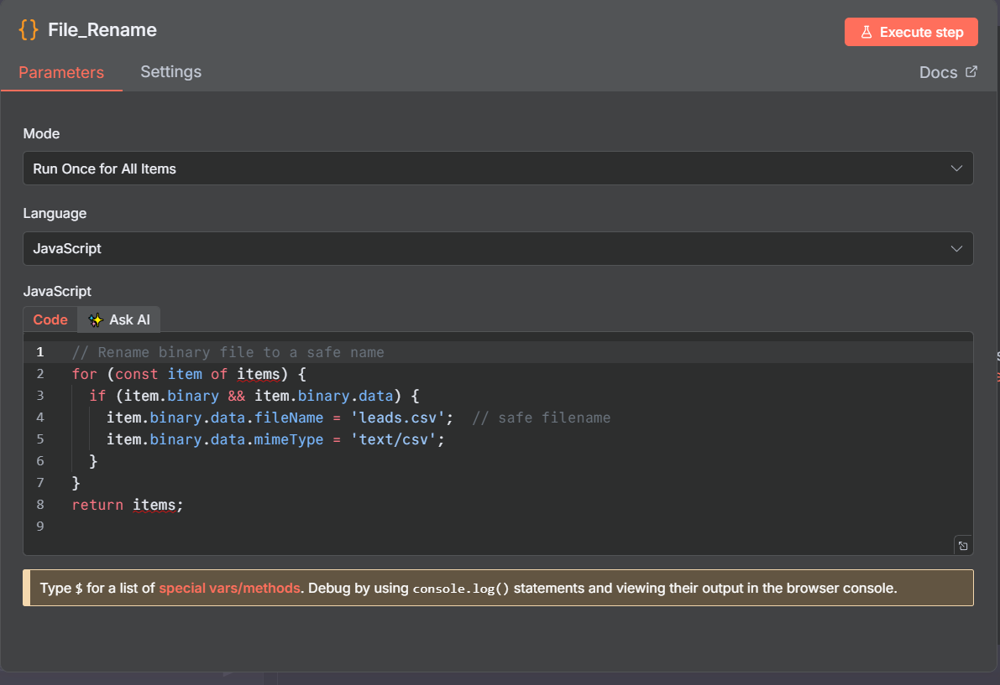 {} File_Rename
Execute step
Parameters Settings Docs
Mode
Run Once for All Items
Language
JavaScript
JavaScript
Code Ask AI
1 // Rename binary file to a safe name
2 for (const item of items) {
3 if (item.binary && item.binary.data) {
4 item.binary.data.fileName = 'leads.csv'; // safe filename
5 item.binary.data.mimeType = 'text/csv';
6 }
7 }
8 return items;
9
Type $ for a list of special vars/methods. Debug by using console.log() statements and viewing their output in the browser console.